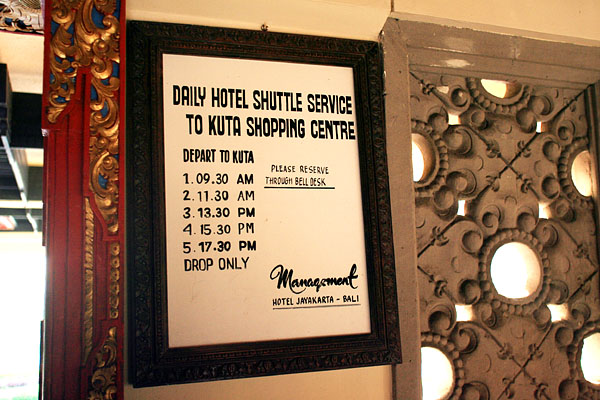 DAILY HOTEL SHUTTLE SERVICE
TO KUTA SHOPPING CENTRE
DEPART TO KUTA
1. 09.30 AM
2. 11.30 AM
3. 13.30 PM
4. 15.30 PM
5. 17.30 PM
DROP ONLY
PLEASE RESERVE
THROUGH BELL DESK
Management
HOTEL JAYAKARTA - BALI